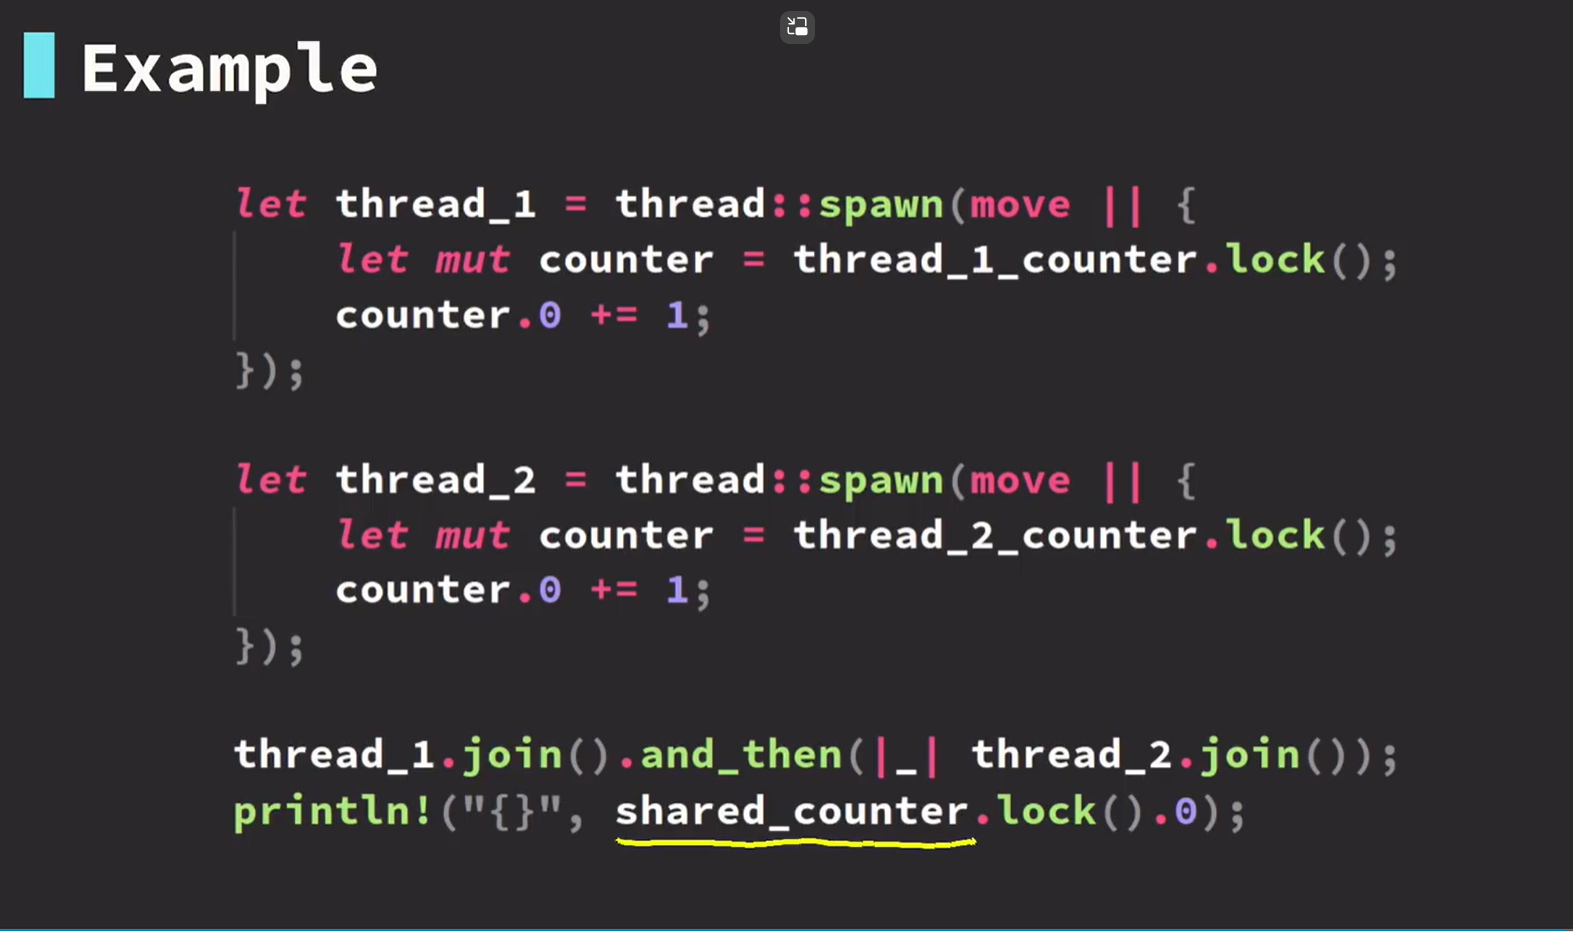 Example
let thread_1 = thread::spawn(move || {
    let mut counter = thread_1_counter.lock();
    counter.0 += 1;
});
let thread_2 = thread::spawn(move || {
    let mut counter = thread_2_counter.lock();
    counter.0 += 1;
});
thread_1.join().and_then(|_| thread_2.join());
println!("{}", shared_counter.lock().0);